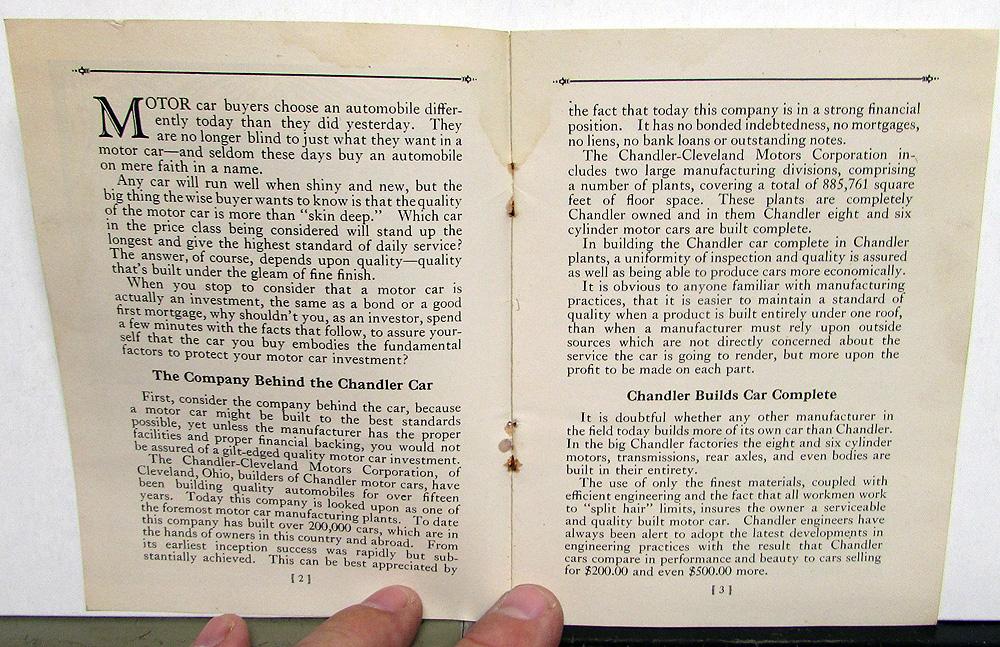 MOTOR car buyers choose an automobile differ-
ently today than they did yesterday. They
are no longer blind to just what they want in a
motor car—and seldom these days buy an automobile
on mere faith in a name.
Any car will run well when shiny and new, but the
big thing the wise buyer wants to know is that the quality
of the motor car is more than "skin deep." Which car
in the price class being considered will stand up the
longest and give the highest standard of daily service?
The answer, of course, depends upon quality—quality
that's built under the gleam of fine finish.
When you stop to consider that a motor car is
actually an investment, the same as a bond or a good
first mortgage, why shouldn't you, as an investor, spend
a few minutes with the facts that follow, to assure your-
self that the car you buy embodies the fundamental
factors to protect your motor car investment?
The Company Behind the Chandler Car
First, consider the company behind the car, because
a motor car might be built to the best standards
possible, yet unless the manufacturer has the proper
facilities and proper financial backing, you would not
be assured of a gilt-edged quality motor car investment.
The Chandler-Cleveland Motors Corporation, of
Cleveland, Ohio, builders of Chandler motor cars, have
been building quality automobiles for over fifteen
years. Today this company is looked upon as one of
the foremost motor car manufacturing plants. To date
this company has built over 200,000 cars, which are in
the hands of owners in this country and abroad. From
its earliest inception success was rapidly but sub-
stantially achieved. This can be best appreciated by
[2]
the fact that today this company is in a strong financial
position. It has no bonded indebtedness, no mortgages,
no liens, no bank loans or outstanding notes.
The Chandler-Cleveland Motors Corporation in-
cludes two large manufacturing divisions, comprising
a number of plants, covering a total of 885,761 square
feet of floor space. These plants are completely
Chandler owned and in them Chandler eight and six
cylinder motor cars are built complete.
In building the Chandler car complete in Chandler
plants, a uniformity of inspection and quality is assured
as well as being able to produce cars more economically.
It is obvious to anyone familiar with manufacturing
practices, that it is easier to maintain a standard of
quality when a product is built entirely under one roof,
than when a manufacturer must rely upon outside
sources which are not directly concerned about the
service the car is going to render, but more upon the
profit to be made on each part.
Chandler Builds Car Complete
It is doubtful whether any other manufacturer in
the field today builds more of its own car than Chandler.
In the big Chandler factories the eight and six cylinder
motors, transmissions, rear axles, and even bodies are
built in their entirety.
The use of only the finest materials, coupled with
efficient engineering and the fact that all workmen work
to "split hair" limits, insures the owner a serviceable
and quality built motor car. Chandler engineers have
always been alert to adopt the latest developments in
engineering practices with the result that Chandler
cars compare in performance and beauty to cars selling
for $200.00 and even $500.00 more.
[3]